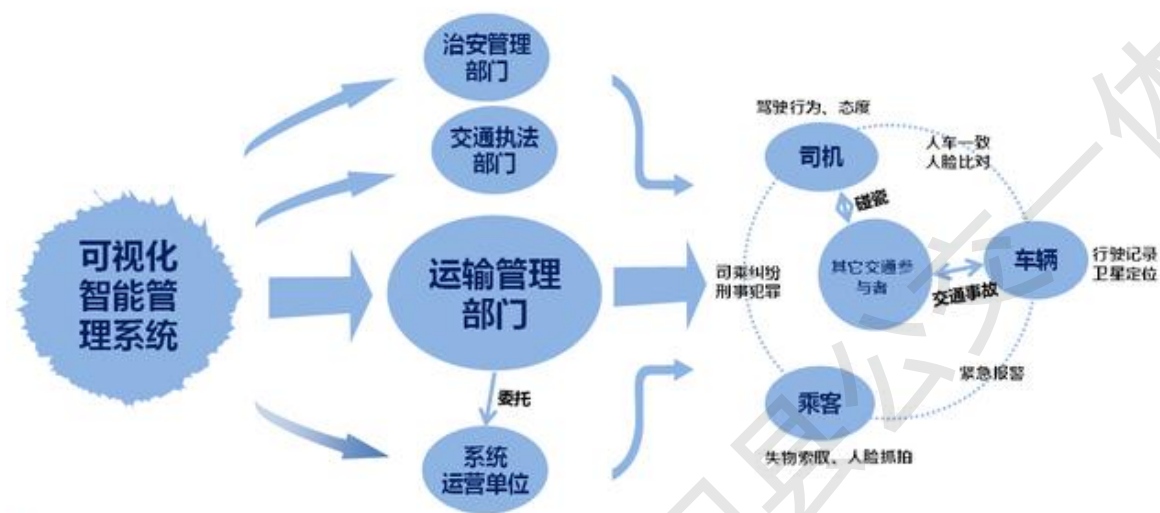 治安管理
部门
交通执法
部门
可视化
智能管
理系统
运输管理
部门
委托
系统
运营单位
驾驶行为、态度
司机
人车一致
人脸比对
碰瓷
司乘纠纷
刑事犯罪
其它交通参
与者
车辆
行驶记录
卫星定位
交通事故
紧急报警
乘客
失物索取、人脸抓拍
县公交一体